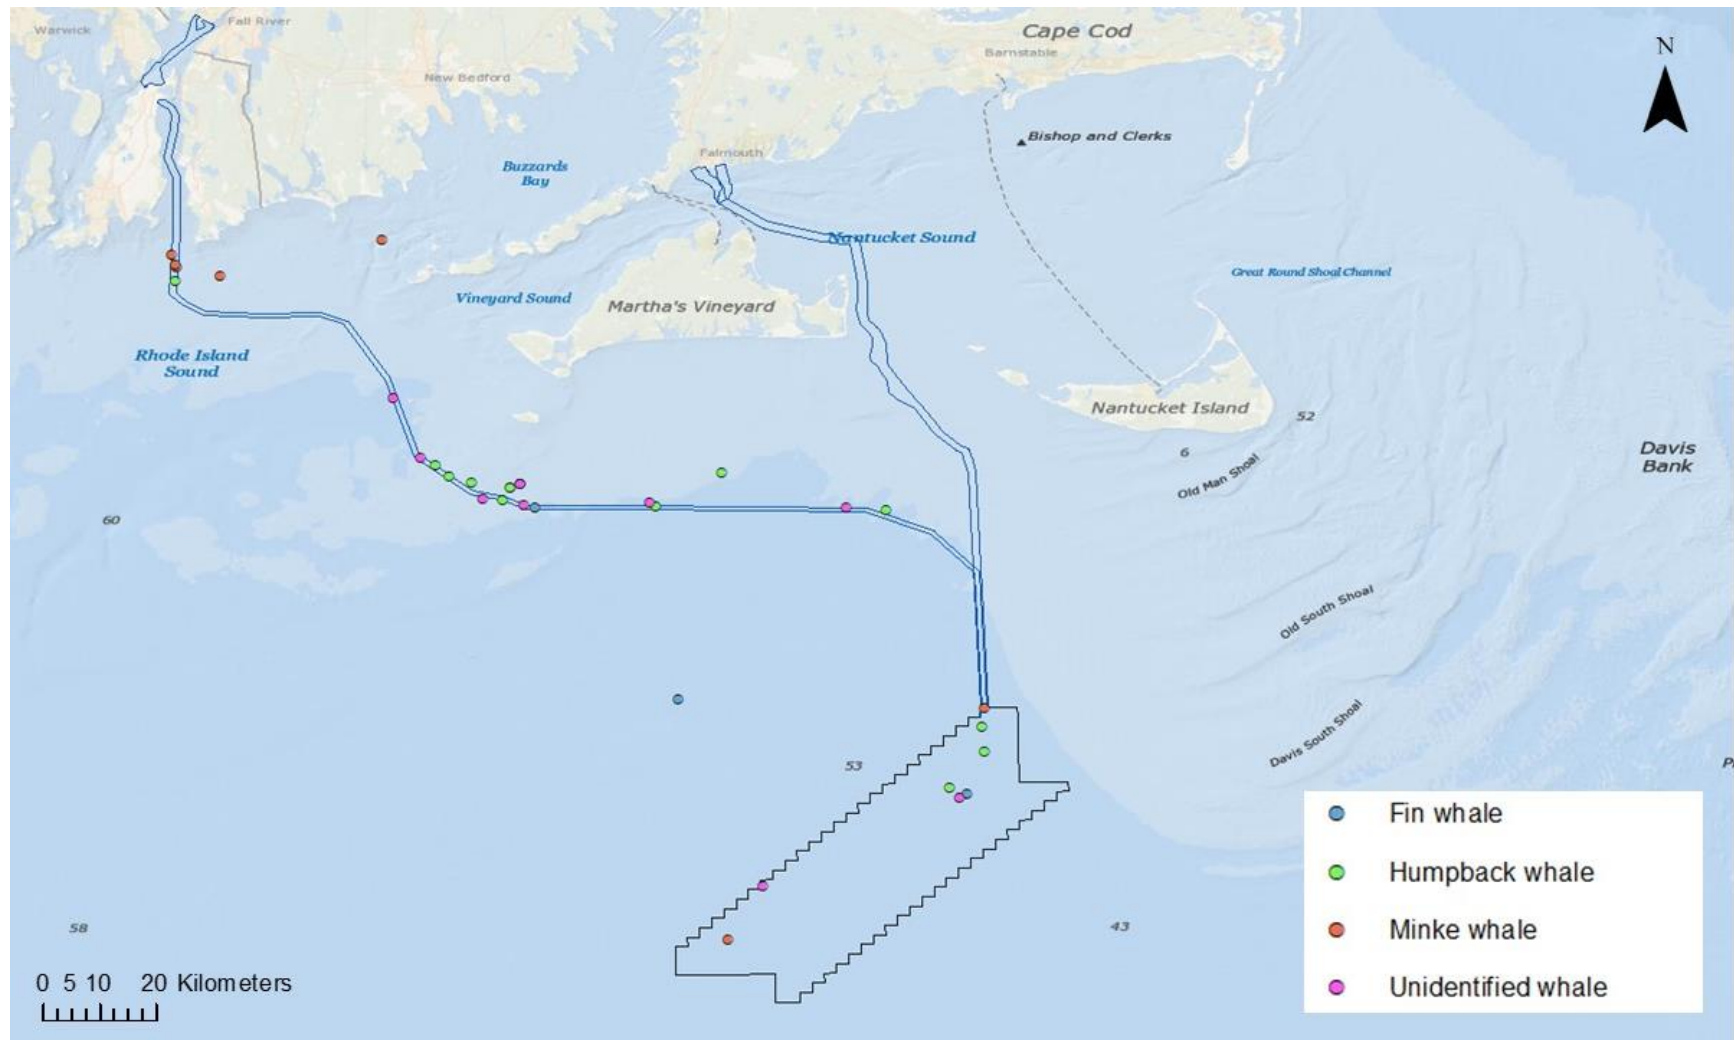 Warwick
Fall River
Cape Cod
Barnstable
N
New Bedford
Bishop and Clerks
Falmouth
Buzzards
Bay
Nantucket Sound
Great Round Shoal Channel
Vineyard Sound
Martha's Vineyard
Rhode Island
Sound
Nantucket Island
52
6
Old Man Shoal
Davis
Bank
60
Old South Shoal
Davis South Shoal
53
Fin whale
Humpback whale
Minke whale
Unidentified whale
58
43
0 5 10 20 Kilometers